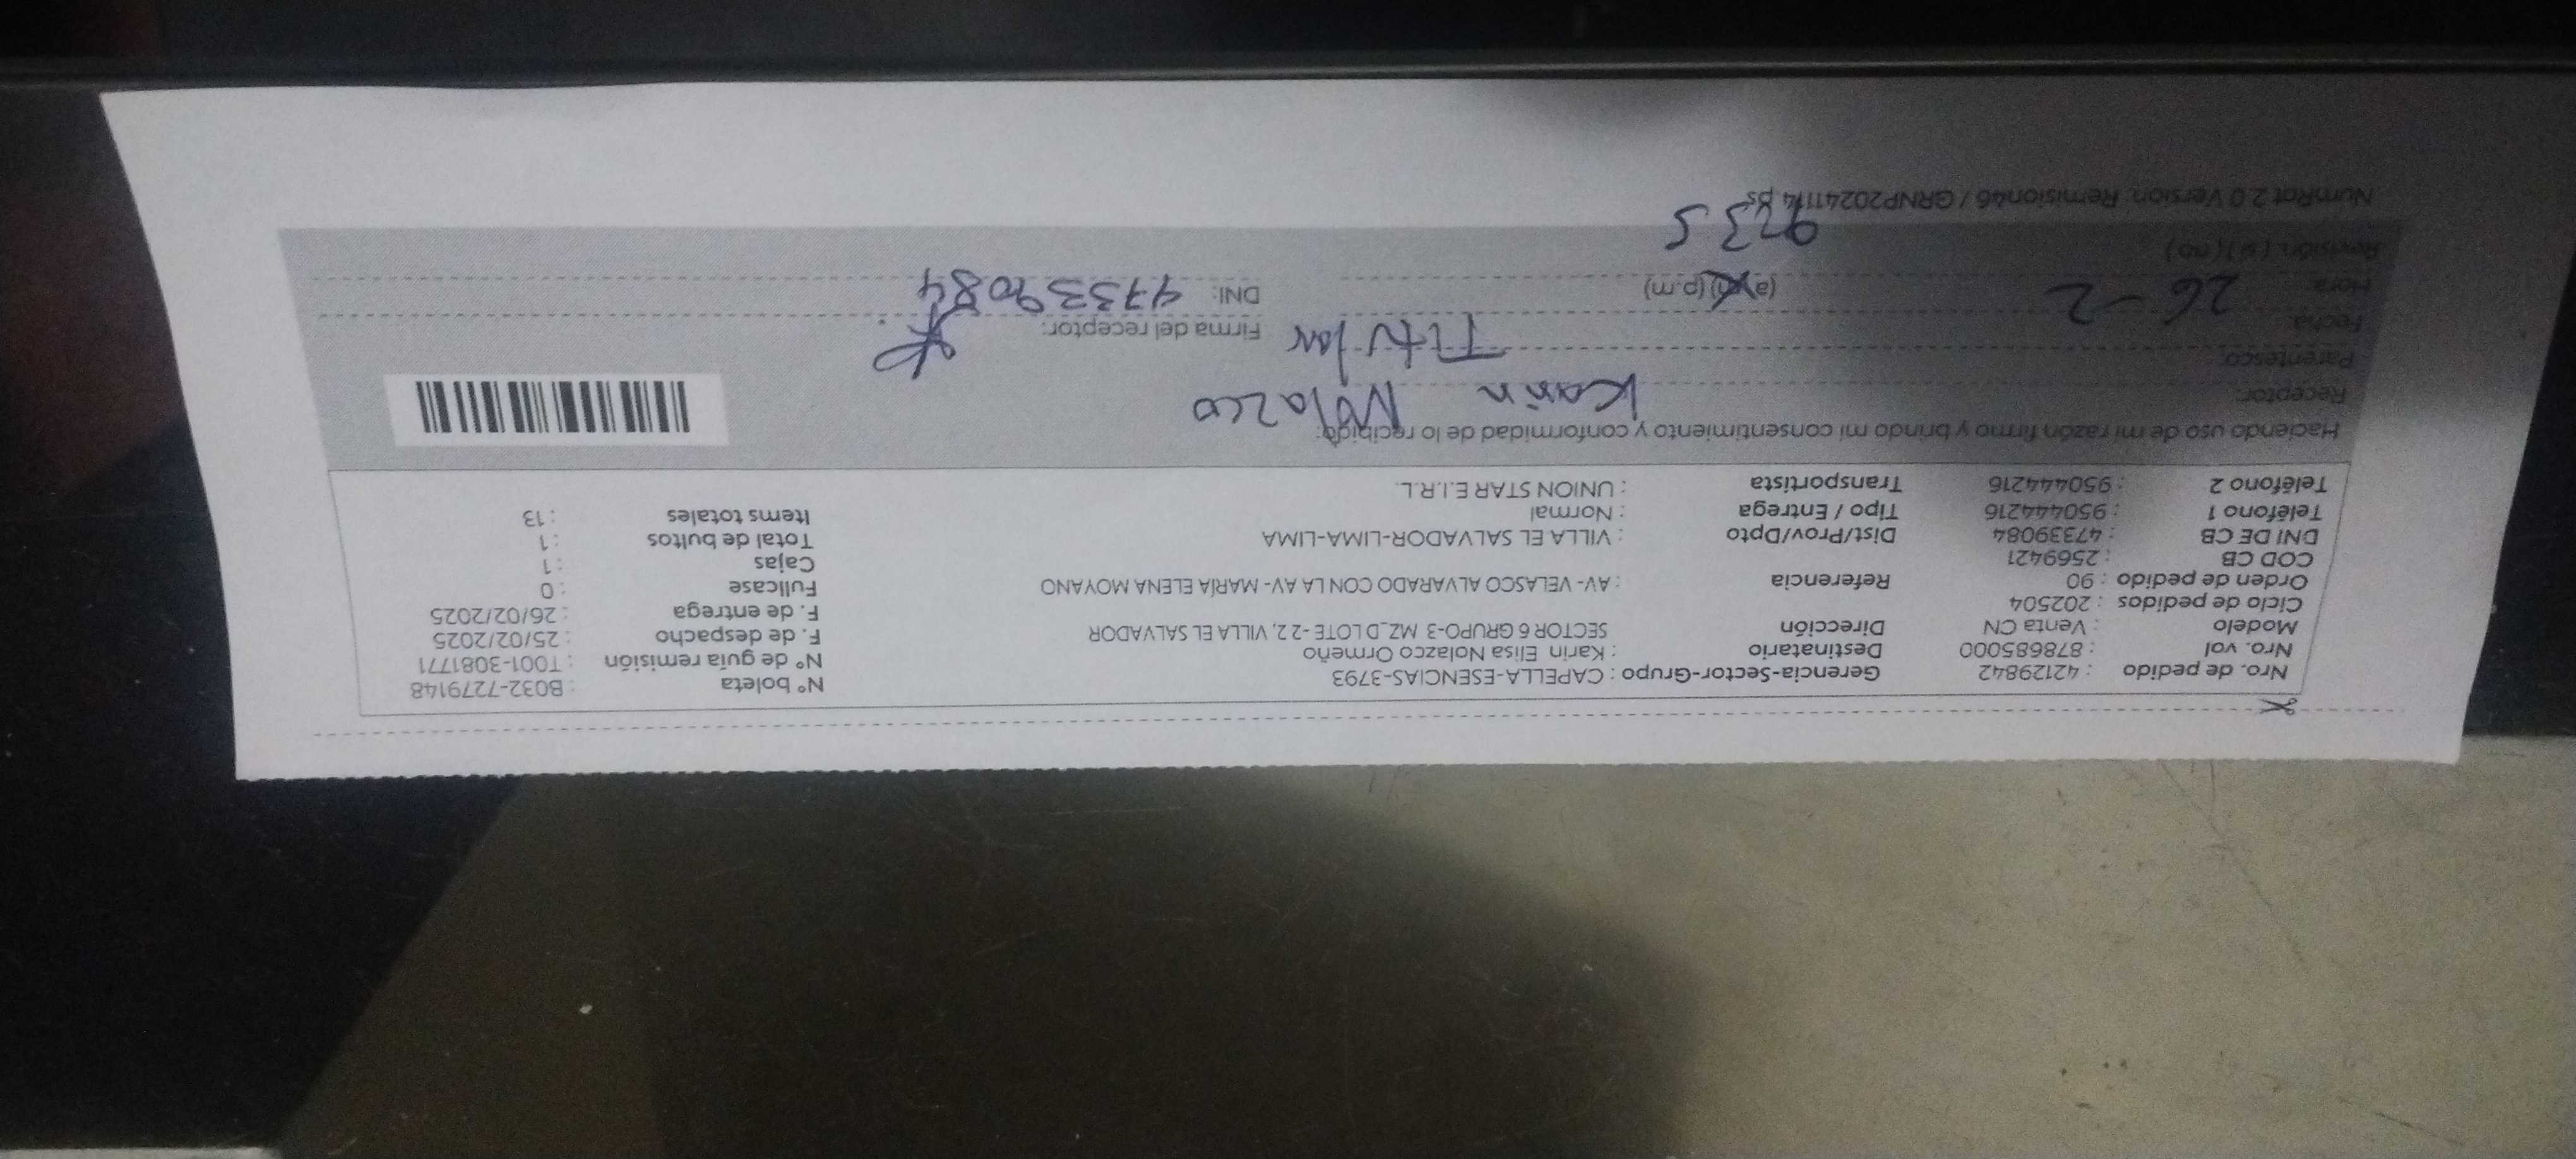 Nro. de pedido : 42129842 Gerencia-Sector-Grupo : CAPELLA-ESENCIAS-3793 N° boleta : B032-7279148
Nro. vol : 878685000 Destinatario : Karin Elisa Nolazco Ormeño N° de guía remisión : T001-3081771
Modelo : Venta CN Dirección SECTOR 6 GRUPO-3 MZ_D LOTE -22, VILLA EL SALVADOR F. de despacho : 25/02/2025
Ciclo de pedidos : 202504 F. de entrega : 26/02/2025
Orden de pedido : 90 Referencia : AV- VELASCO ALVARADO CON LA AV- MARÍA ELENA MOYANO Fullcase : 0
COD CB : 2569421 Cajas : 1
DNI DE CB : 47339084 Dist/Prov/Dpto : VILLA EL SALVADOR-LIMA-LIMA Total de bultos : 1
Teléfono 1 : 950444216 Tipo / Entrega : Normal Items totales : 13
Teléfono 2 : 950444216 Transportista : UNION STAR E.I.R.L.
Haciendo uso de mi razón firmo y brindo mi consentimiento y conformidad de lo recibido:
Receptor: Karin Nolazco
Parentesco: Titular
Fecha: 26-2 Firma del receptor:
Hora: (a.m) (p.m) DNI: 47339084
Revisión: (si) (no) 9:35
NumRot 2.0 Version: Remision46 / GRNP20241114 ps